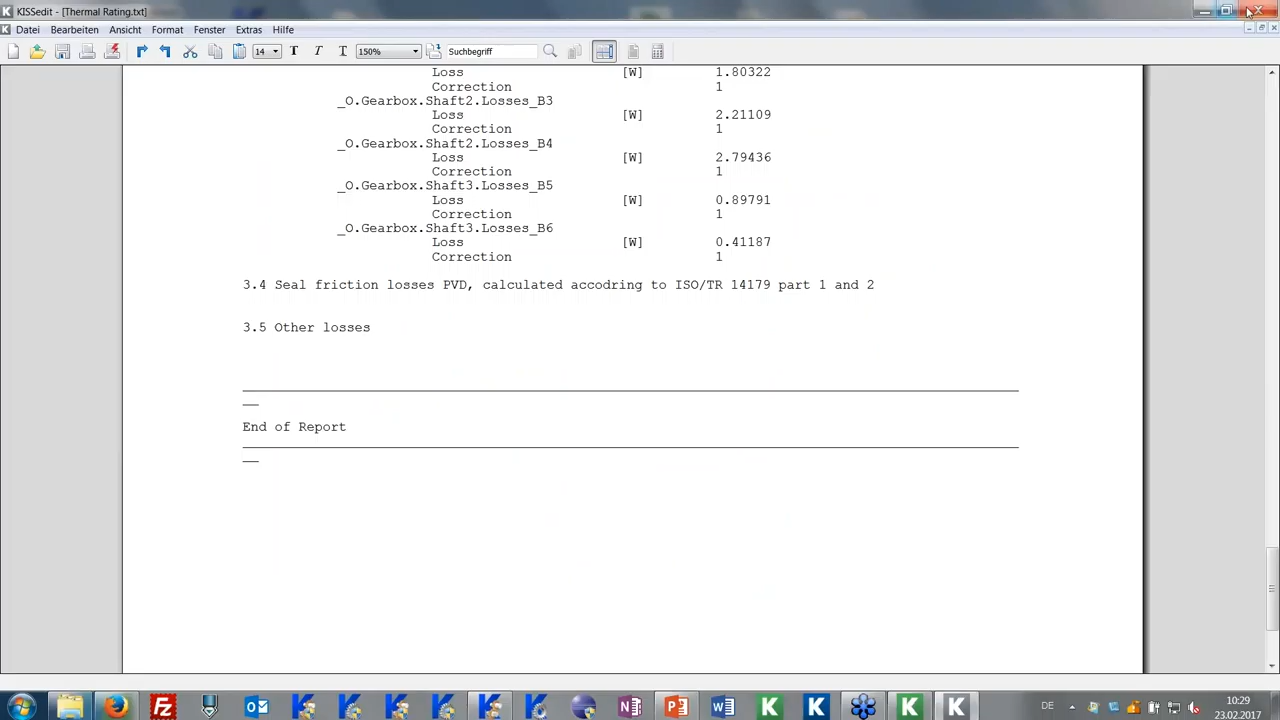 KISSedit - [Thermal Rating.txt]
Datei Bearbeiten Ansicht Format Fenster Extras Hilfe
14 T T T 150% Suchbegriff
Loss [W] 1.80322
Correction 1
_O.Gearbox.Shaft2.Losses_B3
Loss [W] 2.21109
Correction 1
_O.Gearbox.Shaft2.Losses_B4
Loss [W] 2.79436
Correction 1
_O.Gearbox.Shaft3.Losses_B5
Loss [W] 0.89791
Correction 1
_O.Gearbox.Shaft3.Losses_B6
Loss [W] 0.41187
Correction 1
3.4 Seal friction losses PVD, calculated accodring to ISO/TR 14179 part 1 and 2
3.5 Other losses
End of Report
DE 10:29
23.02.2017